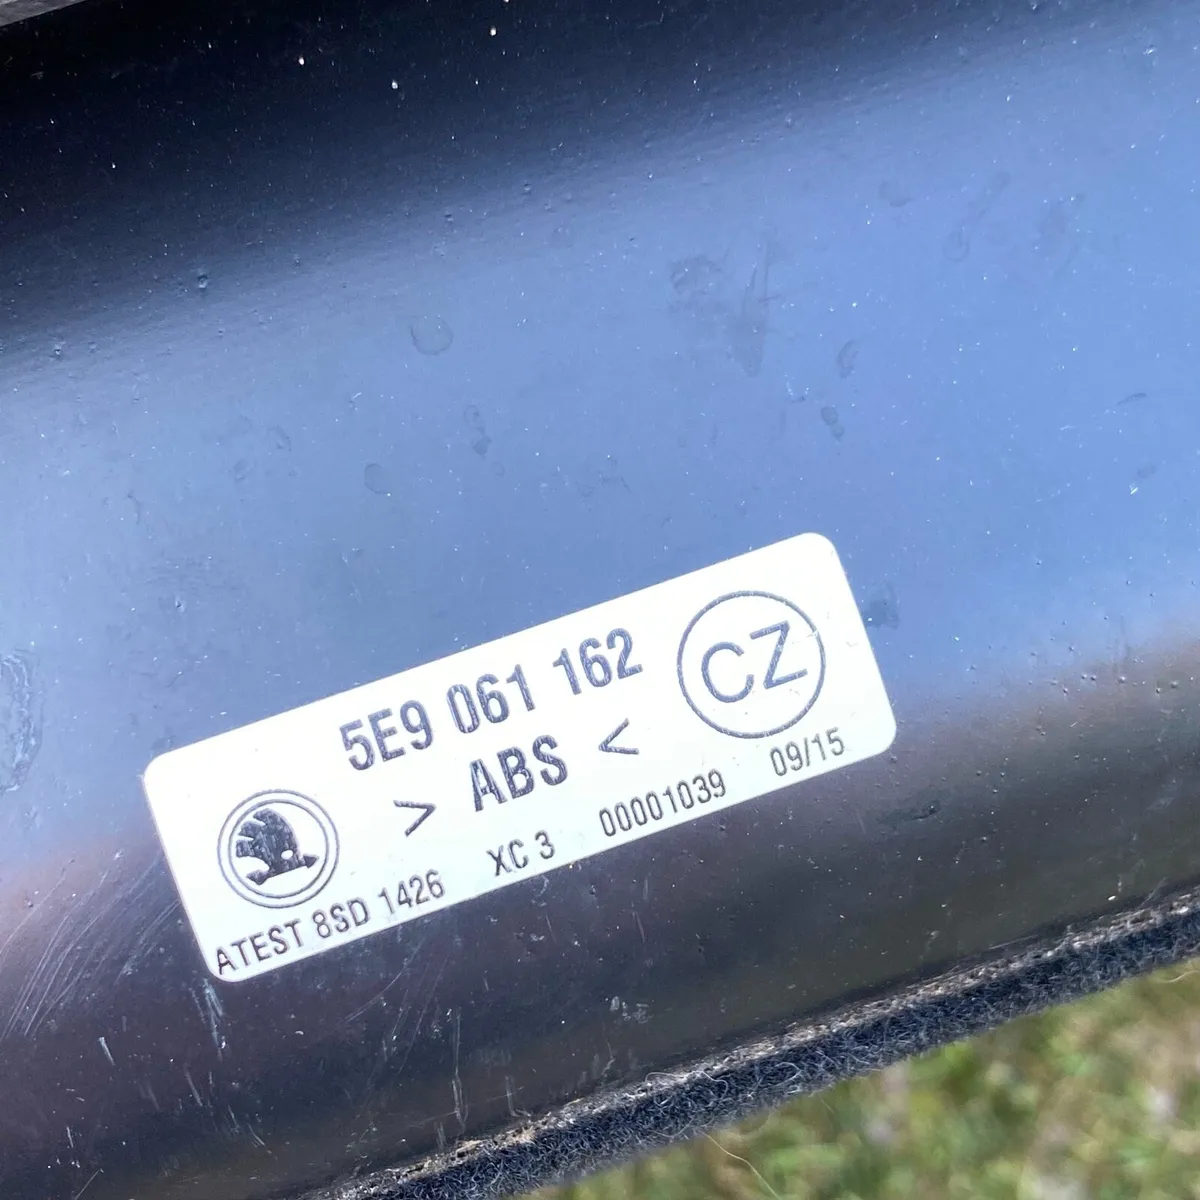 5E9 061 162
CZ
> ABS <
ATEST 8SD 1426 XC 3 00001039 09/15